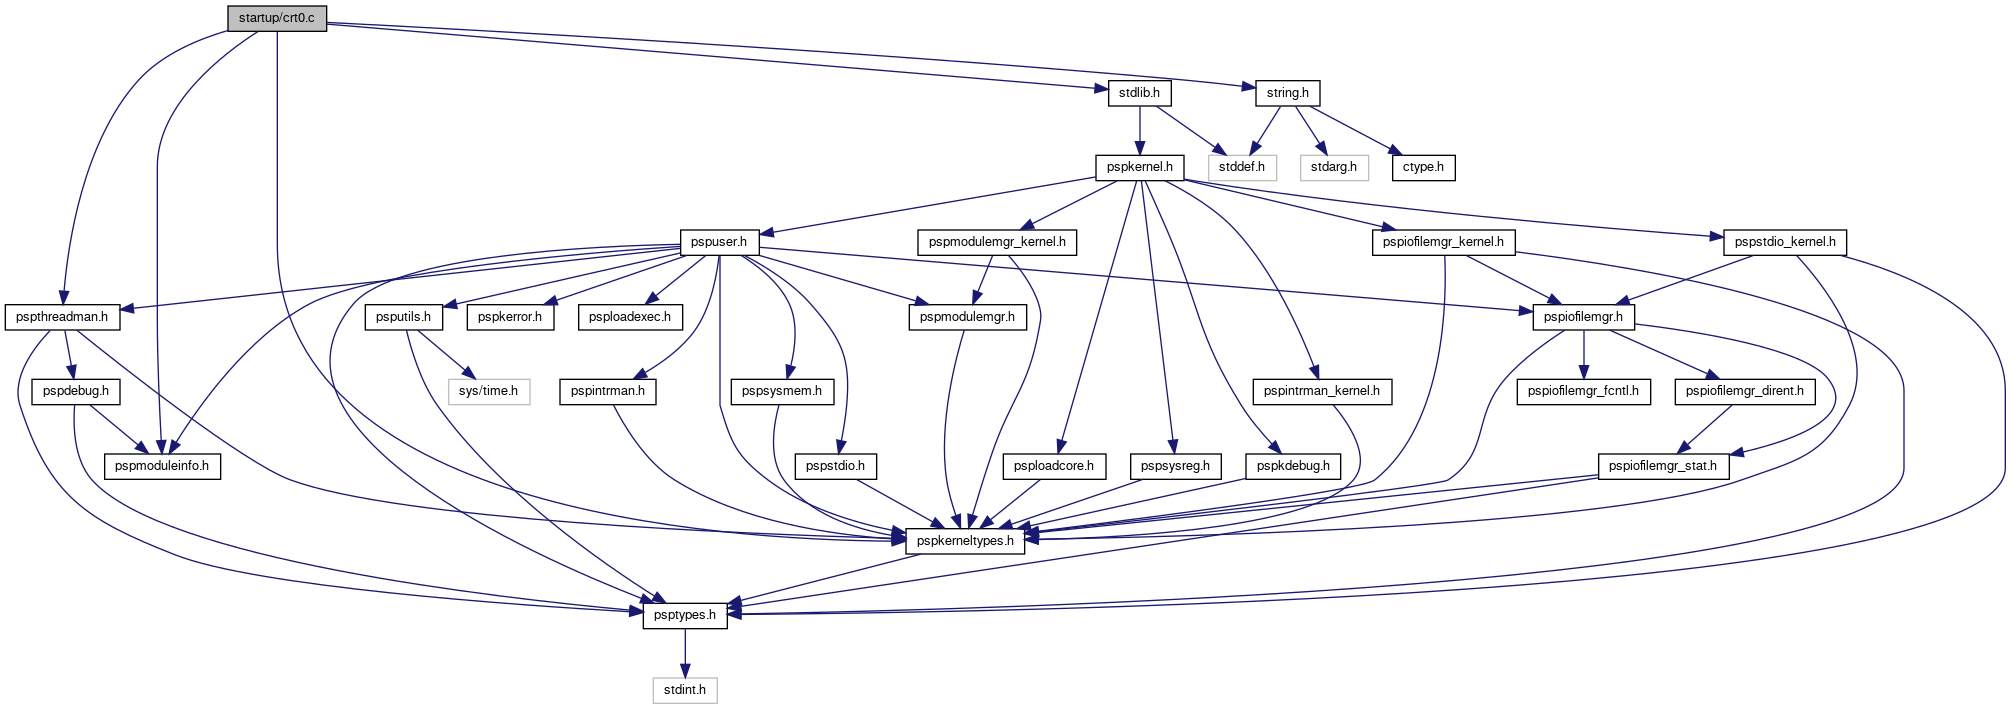 startup/crt0.c
stdlib.h
string.h
pspkernel.h
stddef.h
stdarg.h
ctype.h
pspuser.h
pspmodulemgr_kernel.h
pspiofilemgr_kernel.h
pspstdio_kernel.h
pspthreadman.h
psputils.h
pspkerror.h
psploadexec.h
pspmodulemgr.h
pspiofilemgr.h
pspdebug.h
sys/time.h
pspintrman.h
pspsysmem.h
pspintrman_kernel.h
pspiofilemgr_fcntl.h
pspiofilemgr_dirent.h
pspmoduleinfo.h
pspstdio.h
psploadcore.h
pspsysreg.h
pspkdebug.h
pspiofilemgr_stat.h
pspkerneltypes.h
psptypes.h
stdint.h